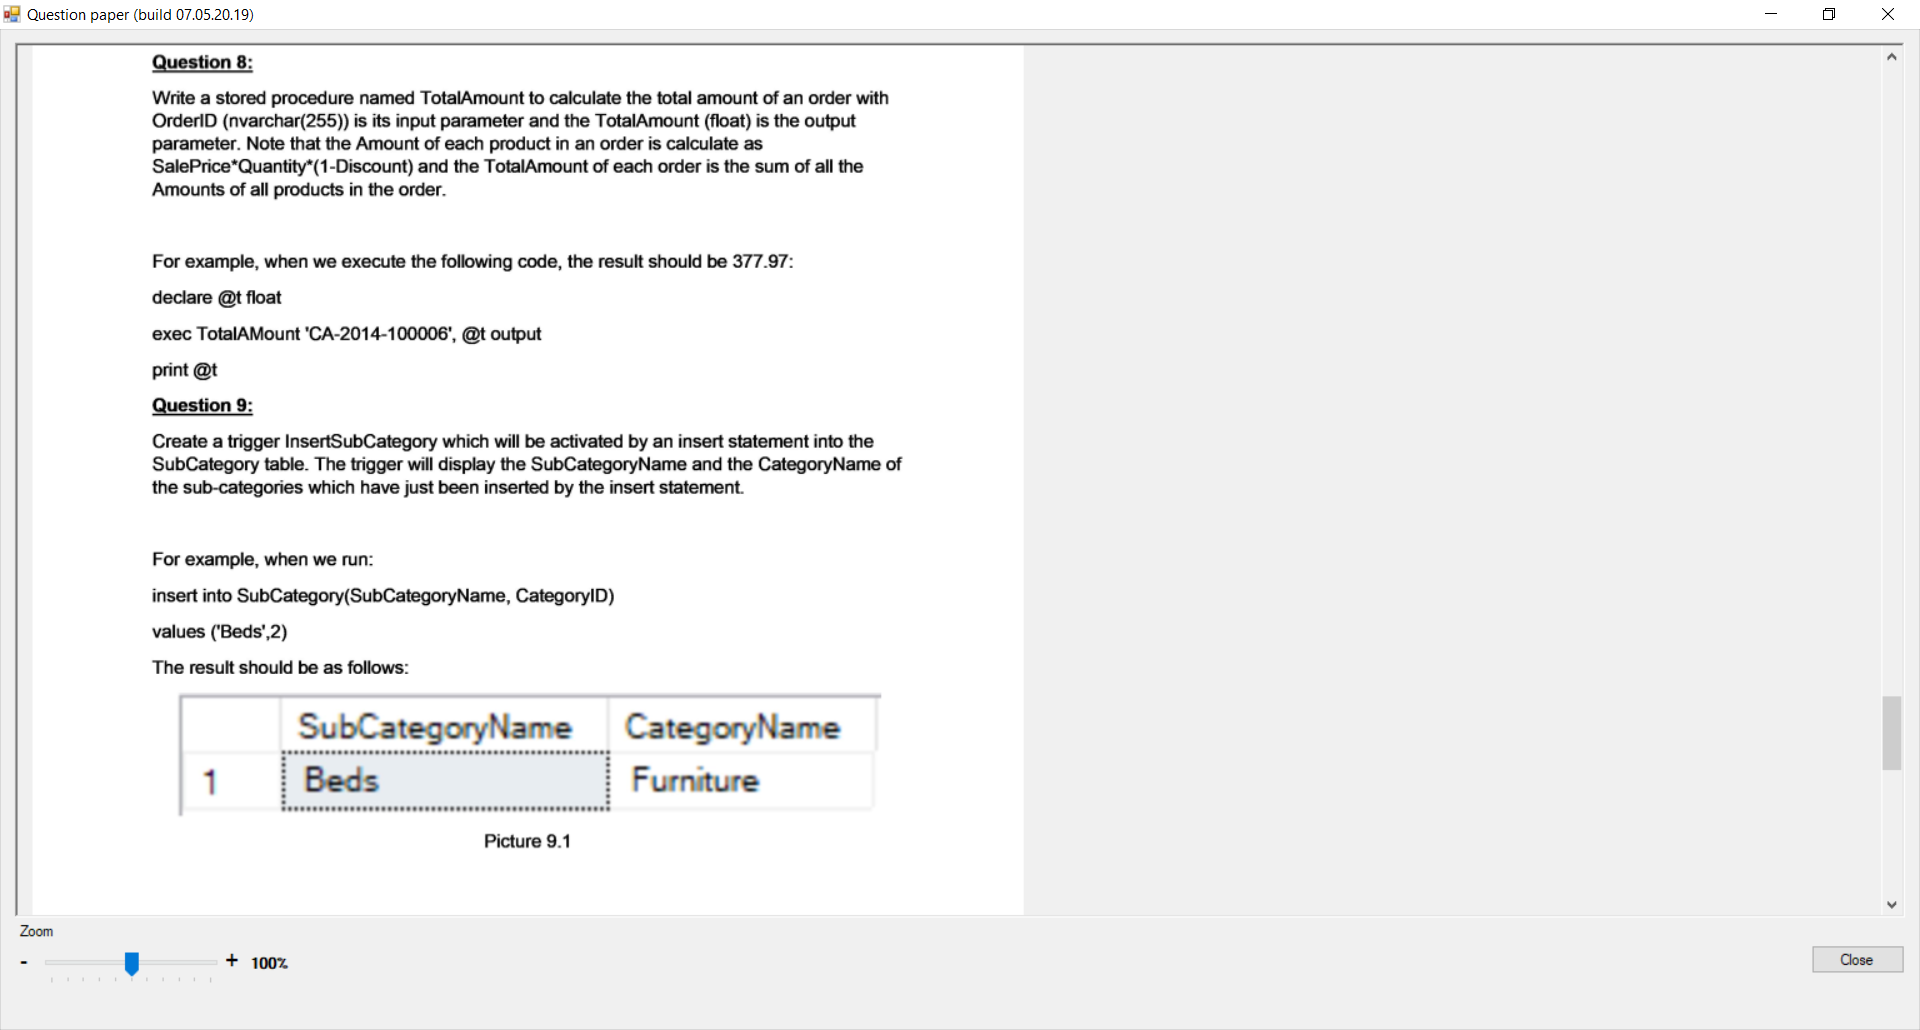 Question paper (build 07.05.20.19)
Question 8:
Write a stored procedure named TotalAmount to calculate the total amount of an order with
OrderID (nvarchar(255)) is its input parameter and the TotalAmount (float) is the output
parameter. Note that the Amount of each product in an order is calculate as
SalePrice*Quantity*(1-Discount) and the TotalAmount of each order is the sum of all the
Amounts of all products in the order.
For example, when we execute the following code, the result should be 377.97:
declare @t float
exec TotalAMount 'CA-2014-100006', @t output
print @t
Question 9:
Create a trigger InsertSubCategory which will be activated by an insert statement into the
SubCategory table. The trigger will display the SubCategoryName and the CategoryName of
the sub-categories which have just been inserted by the insert statement.
For example, when we run:
insert into SubCategory(SubCategoryName, CategoryID)
values ('Beds',2)
The result should be as follows:
SubCategoryName CategoryName
1 Beds Furniture
Picture 9.1
Zoom
- + 100%
Close